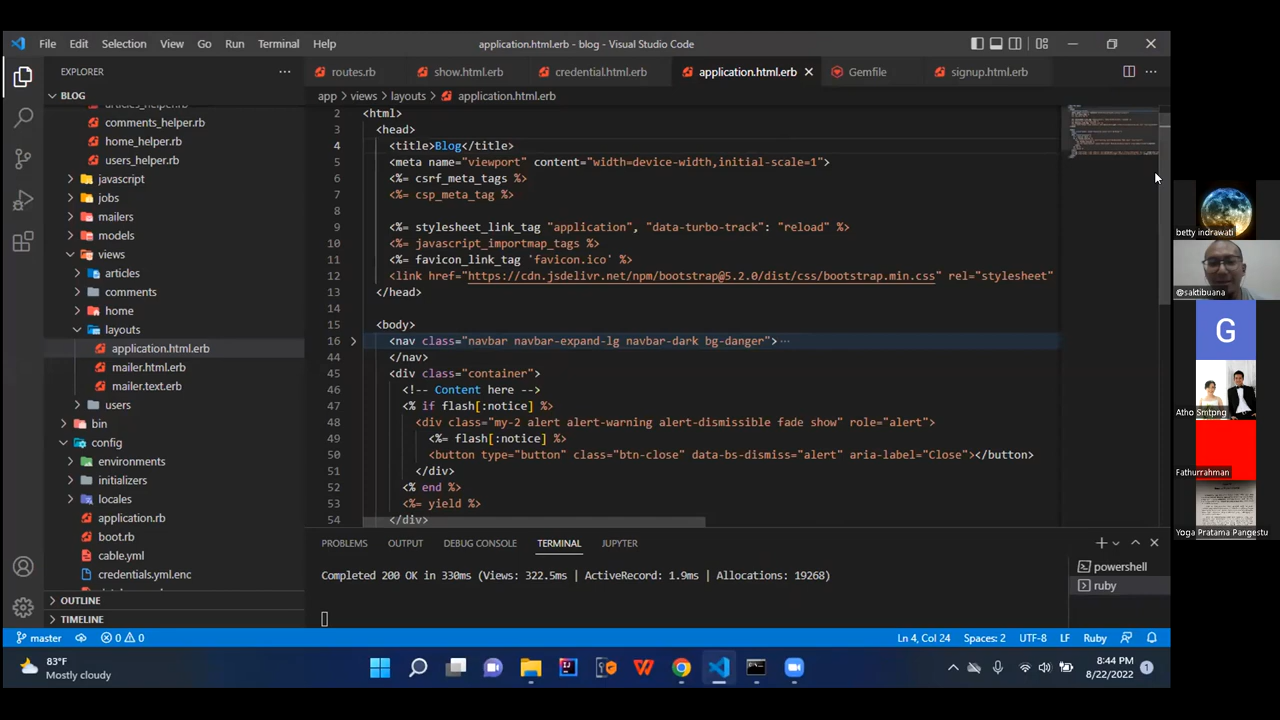 File Edit Selection View Go Run Terminal Help
application.html.erb - blog - Visual Studio Code
EXPLORER
routes.rb
show.html.erb
credential.html.erb
application.html.erb
Gemfile
signup.html.erb
BLOG
app > views > layouts > application.html.erb
articles_helper.rb
comments_helper.rb
home_helper.rb
users_helper.rb
javascript
jobs
mailers
models
views
articles
comments
home
layouts
application.html.erb
mailer.html.erb
mailer.text.erb
users
bin
config
environments
initializers
locales
application.rb
boot.rb
cable.yml
credentials.yml.enc
OUTLINE
TIMELINE
2 <html>
3 <head>
4 <title>Blog</title>
5 <meta name="viewport" content="width=device-width,initial-scale=1">
6 <%= csrf_meta_tags %>
7 <%= csp_meta_tag %>
8
9 <%= stylesheet_link_tag "application", "data-turbo-track": "reload" %>
10 <%= javascript_importmap_tags %>
11 <%= favicon_link_tag 'favicon.ico' %>
12 <link href="https://cdn.jsdelivr.net/npm/bootstrap@5.2.0/dist/css/bootstrap.min.css" rel="stylesheet"
13 </head>
14
15 <body>
16 <nav class="navbar navbar-expand-lg navbar-dark bg-danger"> ···
44 </nav>
45 <div class="container">
46 <!-- Content here -->
47 <% if flash[:notice] %>
48 <div class="my-2 alert alert-warning alert-dismissible fade show" role="alert">
49 <%= flash[:notice] %>
50 <button type="button" class="btn-close" data-bs-dismiss="alert" aria-label="Close"></button>
51 </div>
52 <% end %>
53 <%= yield %>
54 </div>
PROBLEMS OUTPUT DEBUG CONSOLE TERMINAL JUPYTER
Completed 200 OK in 330ms (Views: 322.5ms | ActiveRecord: 1.9ms | Allocations: 19268)
powershell
ruby
master 0 0
Ln 4, Col 24 Spaces: 2 UTF-8 LF Ruby
83°F
Mostly cloudy
8:44 PM
8/22/2022
1
betty indrawati
@saktibuana
G
Atho Smtpng
Fathurrahman
Yoga Pratama Pangestu